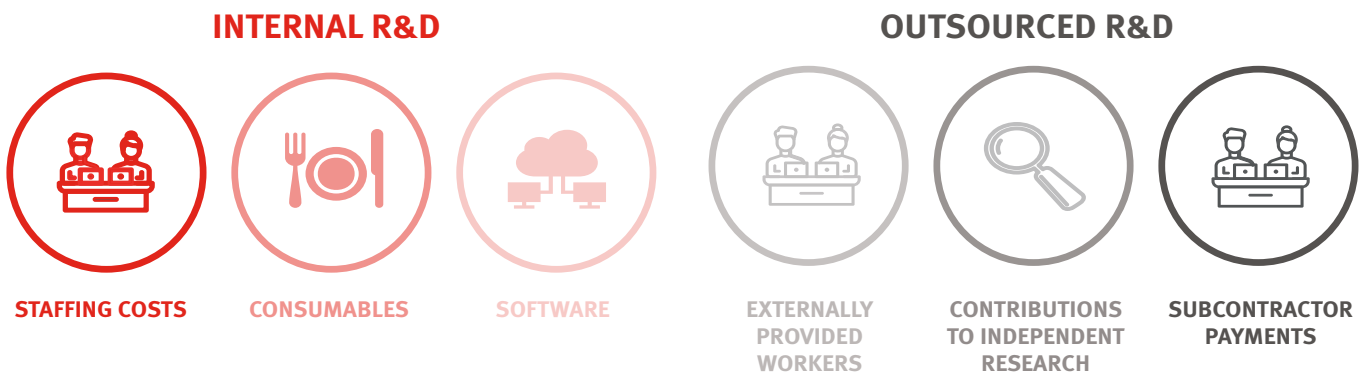 INTERNAL R&D
STAFFING COSTS
CONSUMABLES
SOFTWARE
OUTSOURCED R&D
EXTERNALLY
PROVIDED
WORKERS
CONTRIBUTIONS
TO INDEPENDENT
RESEARCH
SUBCONTRACTOR
PAYMENTS